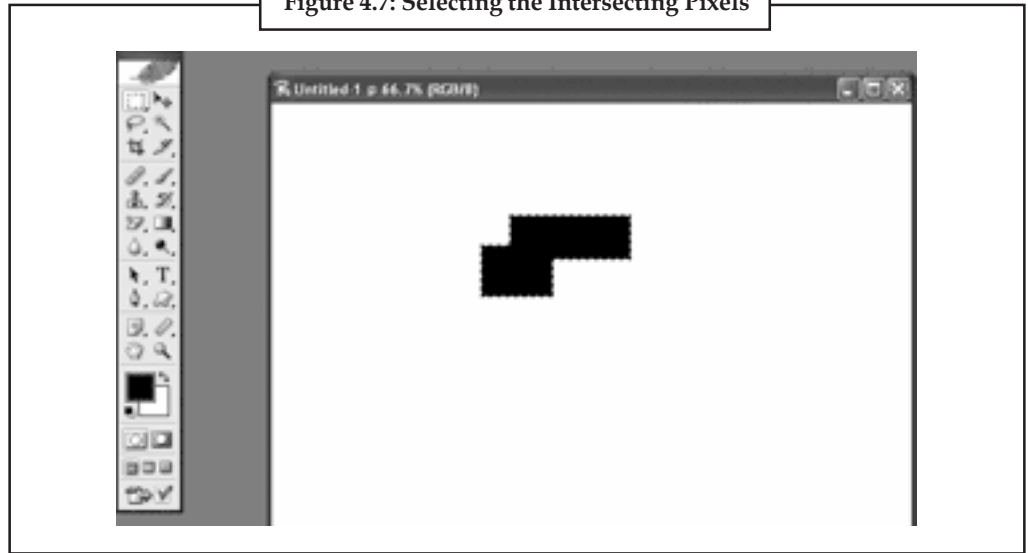 Figure 4.7: Selecting the Intersecting Pixels
Untitled-1 @ 66.7% (RGB/8)
T